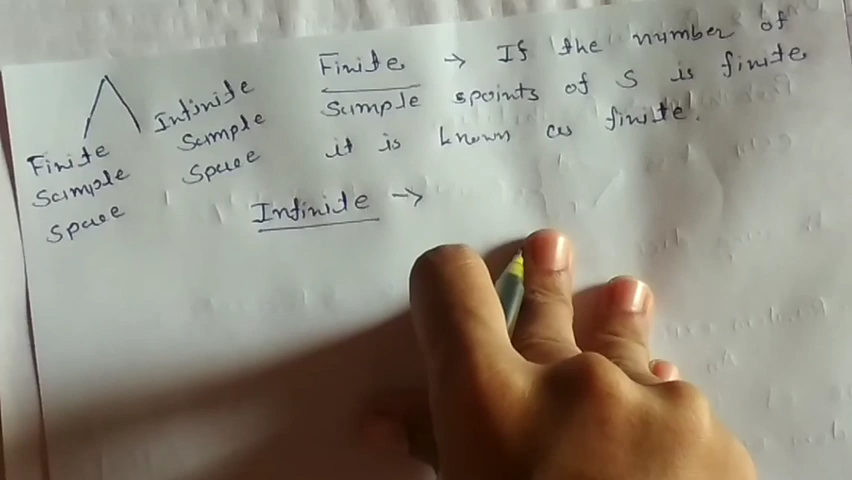 Finite
Sample
Space
Infinite
Sample
Space
Finite → If the number of
Sample spoints of S is finite
it is known as finite.
Infinite →